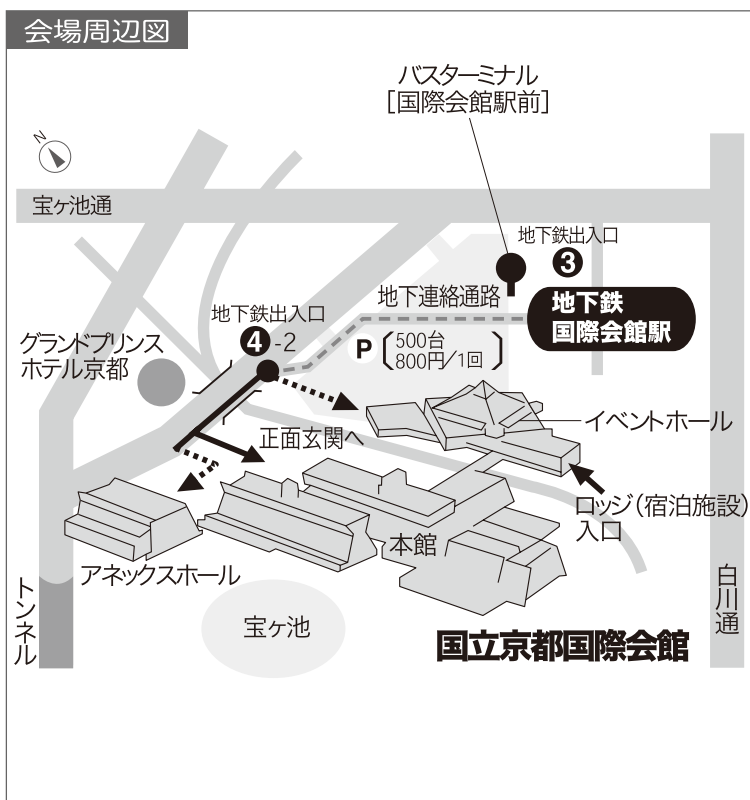 会場周辺図
バスターミナル
[国際会館駅前]
N
宝ヶ池通
地下鉄出入口
3
地下連絡通路
地下鉄
国際会館駅
地下鉄出入口
4-2
P
500台
800円/1回
グランドプリンス
ホテル京都
正面玄関へ
イベントホール
ロッジ(宿泊施設)
入口
本館
アネックスホール
トンネル
宝ヶ池
白川通
国立京都国際会館